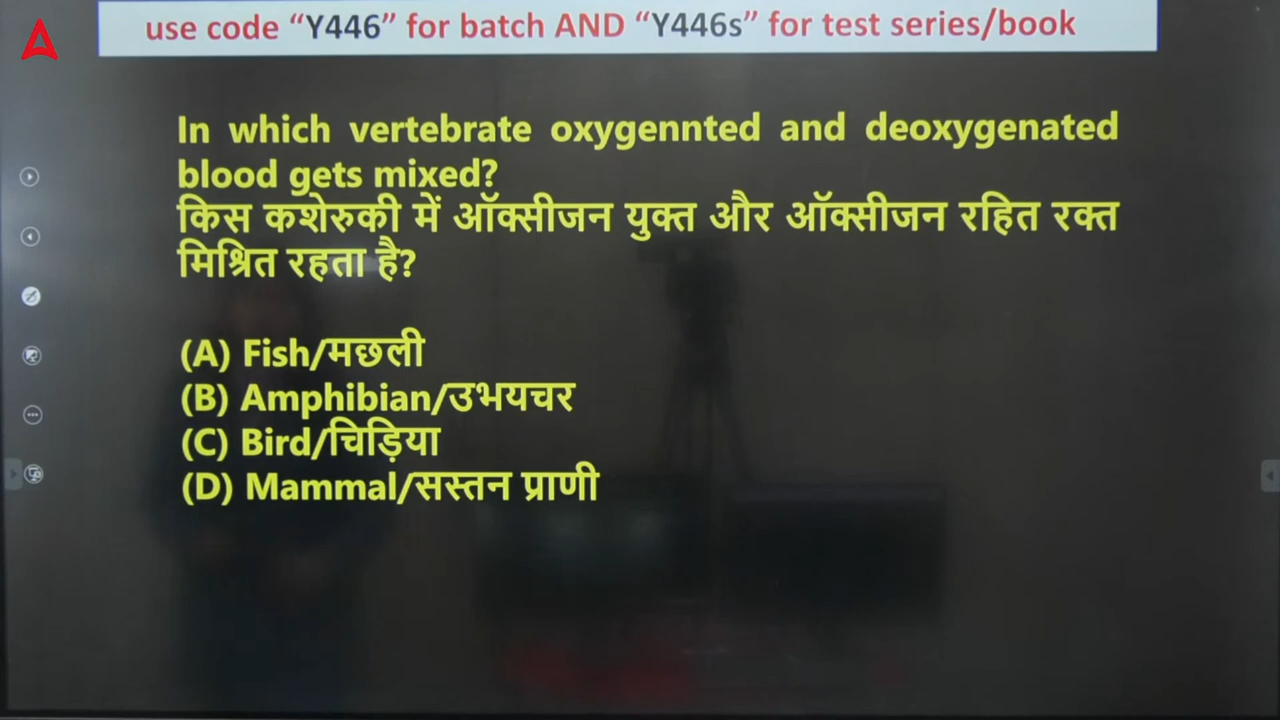 use code “Y446” for batch AND “Y446s” for test series/book
In which vertebrate oxygennted and deoxygenated
blood gets mixed?
किस कशेरुकी में ऑक्सीजन युक्त और ऑक्सीजन रहित रक्त
मिश्रित रहता है?
(A) Fish/मछली
(B) Amphibian/उभयचर
(C) Bird/चिड़िया
(D) Mammal/सस्तन प्राणी